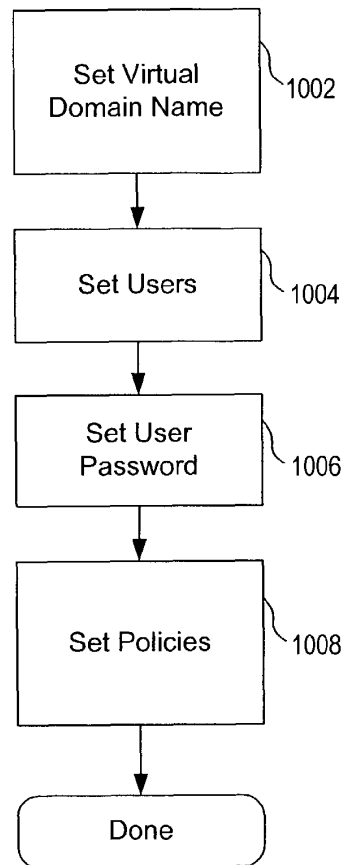 Set Virtual
Domain Name
1002
Set Users
1004
Set User
Password
1006
Set Policies
1008
Done